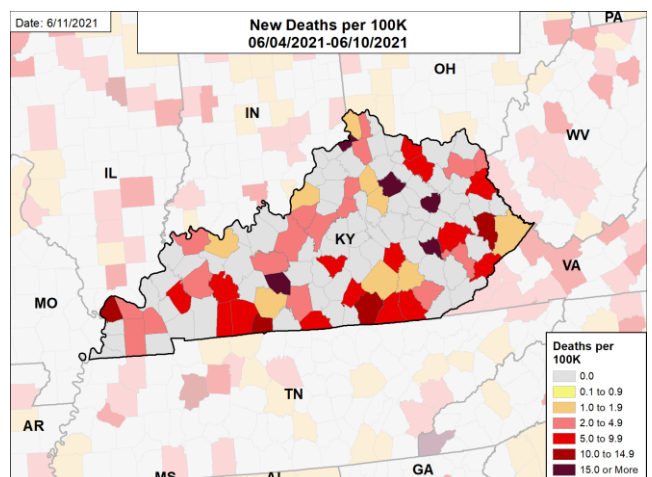 Date: 6/11/2021
New Deaths per 100K
06/04/2021-06/10/2021
PA
OH
IN
WV
IL
KY
VA
MO
TN
AR
MS
AL
GA
Deaths per
100K
0.0
0.1 to 0.9
1.0 to 1.9
2.0 to 4.9
5.0 to 9.9
10.0 to 14.9
15.0 or More